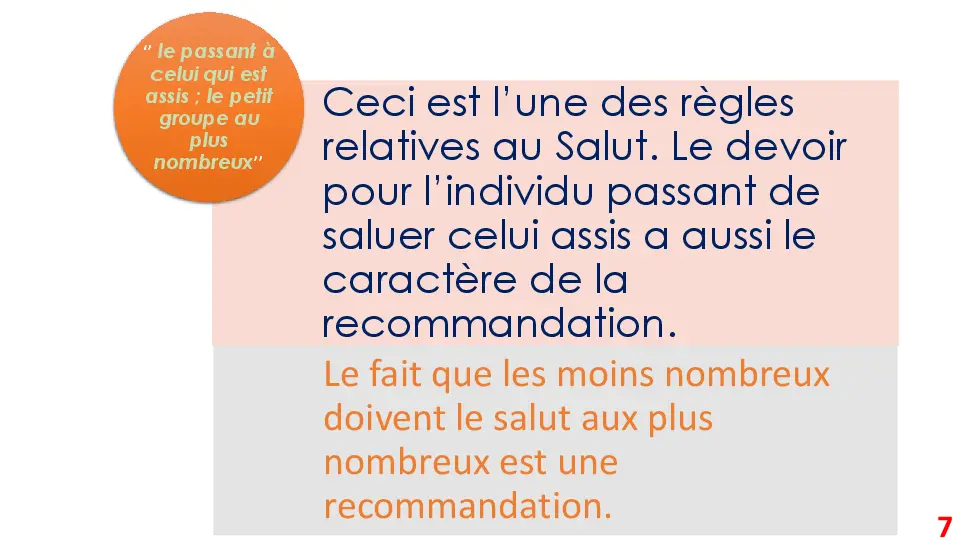 “ le passant à
celui qui est
assis ; le petit
groupe au
plus
nombreux”
Ceci est l’une des règles
relatives au Salut. Le devoir
pour l’individu passant de
saluer celui assis a aussi le
caractère de la
recommandation.
Le fait que les moins nombreux
doivent le salut aux plus
nombreux est une
recommandation.
7